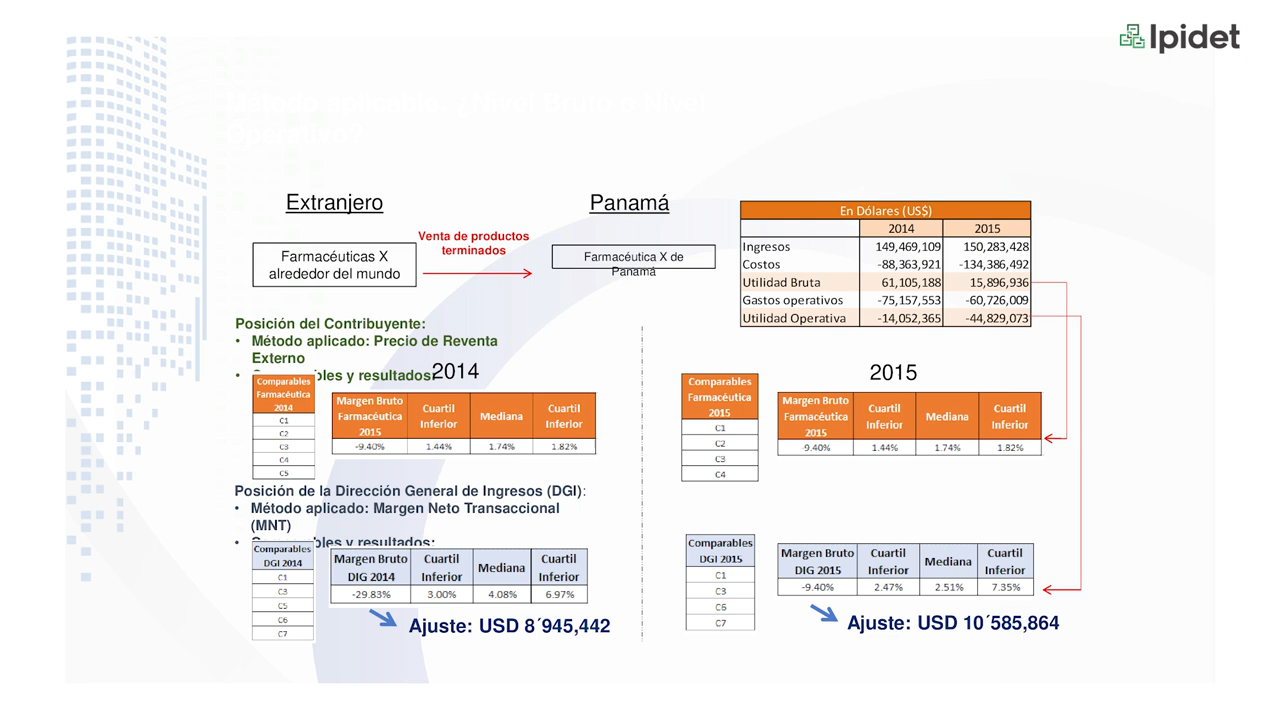 Ipidet
Extranjero
Panamá
Farmacéuticas X
alrededor del mundo
Venta de productos
terminados
Farmacéutica X de
Panamá
En Dólares (US$)
2014 2015
Ingresos 149,469,109 150,283,428
Costos -88,363,921 -134,386,492
Utilidad Bruta 61,105,188 15,896,936
Gastos operativos -75,157,553 -60,726,009
Utilidad Operativa -14,052,365 -44,829,073
Posición del Contribuyente:
• Método aplicado: Precio de Reventa
Externo
• y resultados:
2014
Comparables
Farmacéutica
2014
C1
C2
C3
C4
C5
Margen Bruto Farmacéutica 2015 Cuartil Inferior Mediana Cuartil Inferior
-9.40% 1.44% 1.74% 1.82%
2015
Comparables
Farmacéutica
2015
C1
C2
C3
C4
Margen Bruto Farmacéutica 2015 Cuartil Inferior Mediana Cuartil Inferior
-9.40% 1.44% 1.74% 1.82%
Posición de la Dirección General de Ingresos (DGI):
• Método aplicado: Margen Neto Transaccional
(MNT)
• y resultados:
Comparables
DGI 2014
C1
C3
C5
C6
C7
Margen Bruto DIG 2014 Cuartil Inferior Mediana Cuartil Inferior
-29.83% 3.00% 4.08% 6.97%
Ajuste: USD 8´945,442
Comparables
DGI 2015
C1
C3
C6
C7
Margen Bruto DIG 2015 Cuartil Inferior Mediana Cuartil Inferior
-9.40% 2.47% 2.51% 7.35%
Ajuste: USD 10´585,864